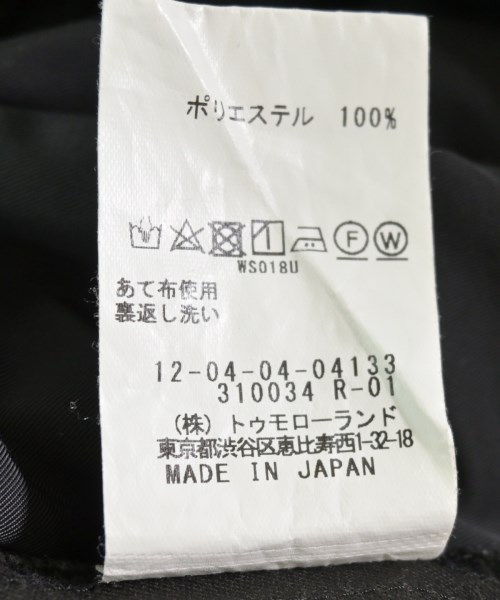 ポリエステル 100%
F W
WS018U
あて布使用
裏返し洗い
12-04-04-04133
310034 R-01
(株)トゥモローランド
東京都渋谷区恵比寿西1-32-18
MADE IN JAPAN